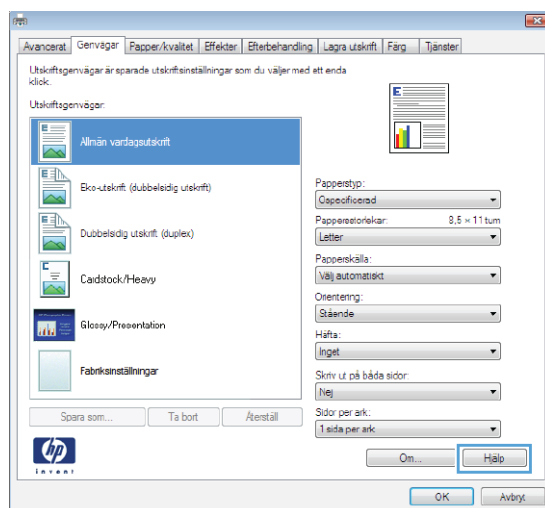 Avancerat Genvägar Papper/kvalitet Effekter Efterbehandling Lagra utskrift Färg Tjänster
Utskriftsgenvägar är sparade utskriftsinställningar som du väljer med ett enda
klick.
Utskriftsgenvägar:
Allmän vardagsutskrift
Eko-utskrift (dubbelsidig utskrift)
Dubbelsidig utskrift (duplex)
Cardstock/Heavy
Glossy/Presentation
Fabriksinställningar
Spara som... Ta bort Återställ
E
Papperstyp:
Ospecificerad
Pappersstorlekar: 8,5 × 11 tum
Letter
Papperskälla:
Välj automatiskt
Orientering:
Stående
Häfta:
Inget
Skriv ut på båda sidor:
Nej
Sidor per ark:
1 sida per ark
hp
invent
Om... Hjälp
OK Avbryt